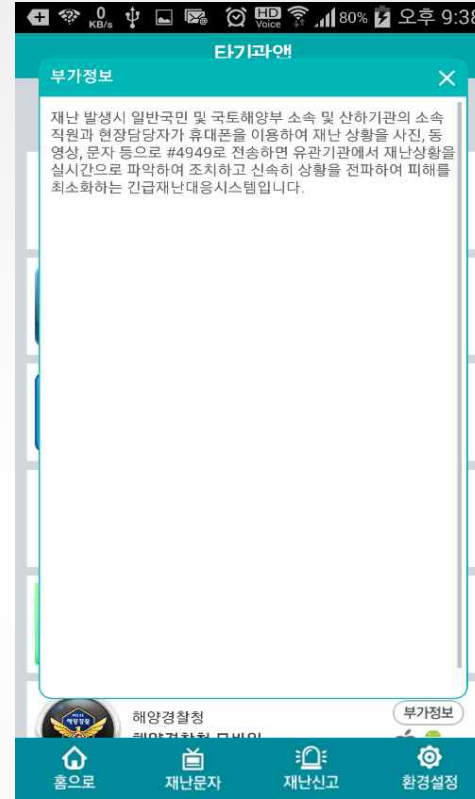 0
KB/s
HD
Voice
80%
오후 9:38
타기관앱
부가정보
재난 발생시 일반국민 및 국토해양부 소속 및 산하기관의 소속
직원과 현장담당자가 휴대폰을 이용하여 재난 상황을 사진, 동
영상, 문자 등으로 #4949로 전송하면 유관기관에서 재난상황을
실시간으로 파악하여 조치하고 신속히 상황을 전파하여 피해를
최소화하는 긴급재난대응시스템입니다.
해양경찰청
부가정보
홈으로
재난문자
재난신고
환경설정